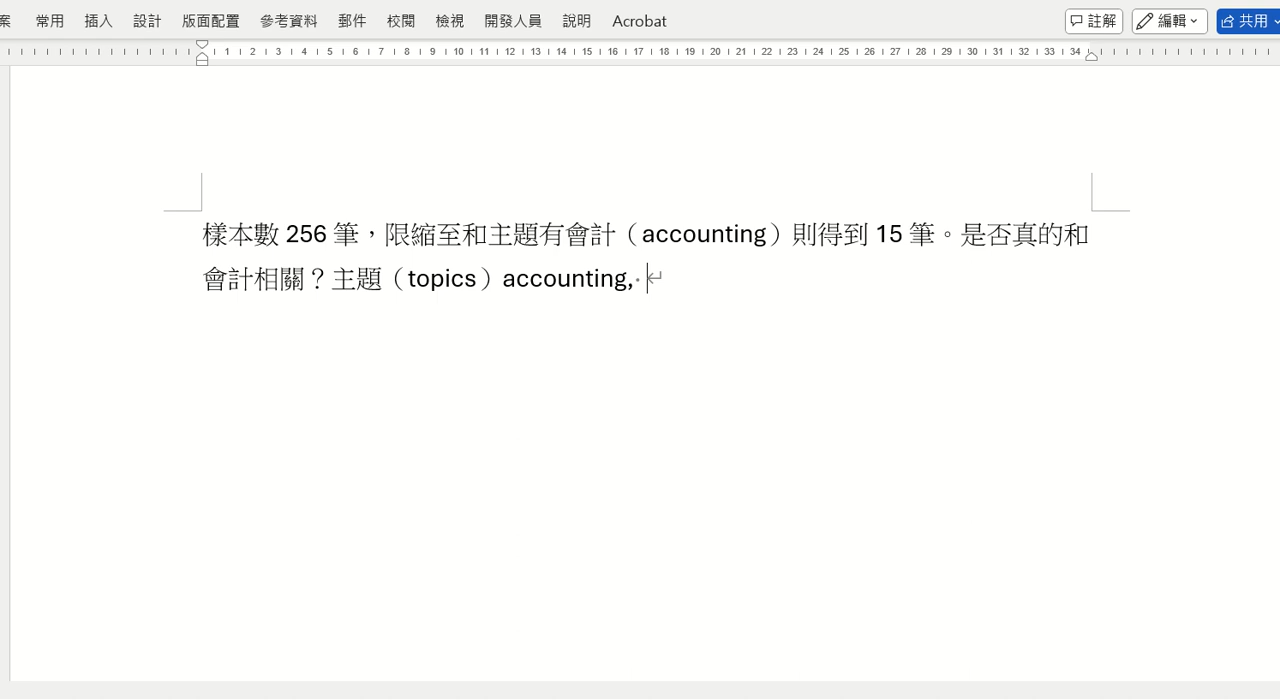 案 常用 插入 設計 版面配置 參考資料 郵件 校閱 檢視 開發人員 說明 Acrobat 註解 編輯 共用
1 2 3 4 5 6 7 8 9 10 11 12 13 14 15 16 17 18 19 20 21 22 23 24 25 26 27 28 29 30 31 32 33 34
樣本數 256 筆，限縮至和主題有會計（accounting）則得到 15 筆。是否真的和
會計相關？主題（topics）accounting,